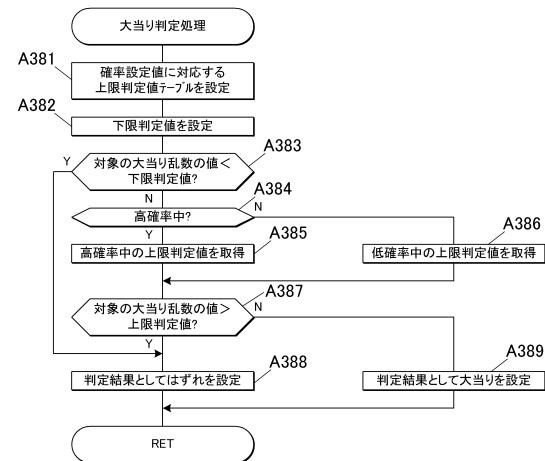 大当り判定処理
A381
確率設定値に対応する
上限判定値テーブルを設定
A382
下限判定値を設定
A383
Y
対象の大当り乱数の値<
下限判定値?
N
A384
高確率中?
N
Y
A385
高確率中の上限判定値を取得
A386
低確率中の上限判定値を取得
A387
対象の大当り乱数の値>
上限判定値?
N
Y
A388
判定結果としてはずれを設定
A389
判定結果として大当りを設定
RET